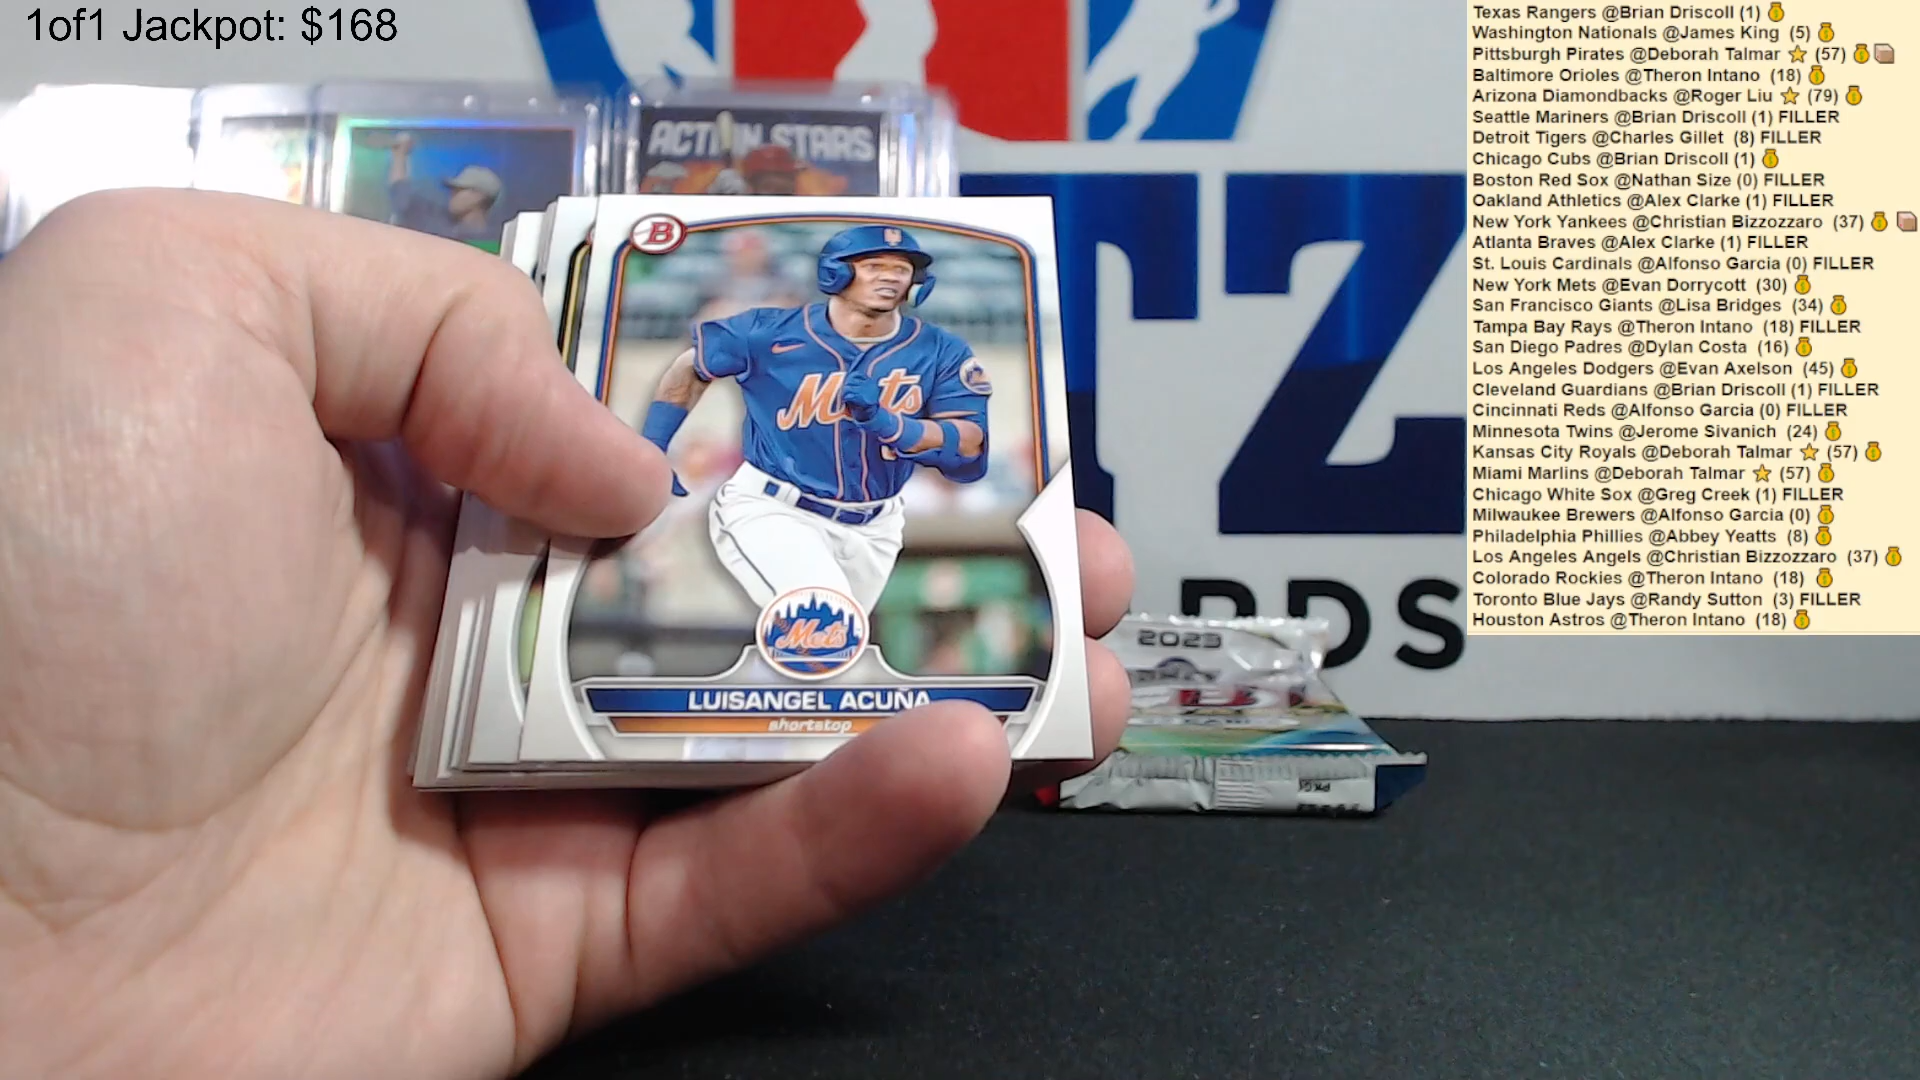 1of1 Jackpot: $168
Texas Rangers @Brian Driscoll (1)
Washington Nationals @James King (5)
Pittsburgh Pirates @Deborah Talmar (57)
Baltimore Orioles @Theron Intano (18)
Arizona Diamondbacks @Roger Liu (79)
Seattle Mariners @Brian Driscoll (1) FILLER
Detroit Tigers @Charles Gillet (8) FILLER
Chicago Cubs @Brian Driscoll (1)
Boston Red Sox @Nathan Size (0) FILLER
Oakland Athletics @Alex Clarke (1) FILLER
New York Yankees @Christian Bizzozzaro (37)
Atlanta Braves @Alex Clarke (1) FILLER
St. Louis Cardinals @Alfonso Garcia (0) FILLER
New York Mets @Evan Dorrycott (30)
San Francisco Giants @Lisa Bridges (34)
Tampa Bay Rays @Theron Intano (18) FILLER
San Diego Padres @Dylan Costa (16)
Los Angeles Dodgers @Evan Axelson (45)
Cleveland Guardians @Brian Driscoll (1) FILLER
Cincinnati Reds @Alfonso Garcia (0) FILLER
Minnesota Twins @Jerome Sivanich (24)
Kansas City Royals @Deborah Talmar (57)
Miami Marlins @Deborah Talmar (57)
Chicago White Sox @Greg Creek (1) FILLER
Milwaukee Brewers @Alfonso Garcia (0)
Philadelphia Phillies @Abbey Yeatts (8)
Los Angeles Angels @Christian Bizzozzaro (37)
Colorado Rockies @Theron Intano (18)
Toronto Blue Jays @Randy Sutton (3) FILLER
Houston Astros @Theron Intano (18)
ACTION STARS
B
Mets
Mets
LUISANGEL ACUÑA
shortstop
TZ
RDS
2023
PKG